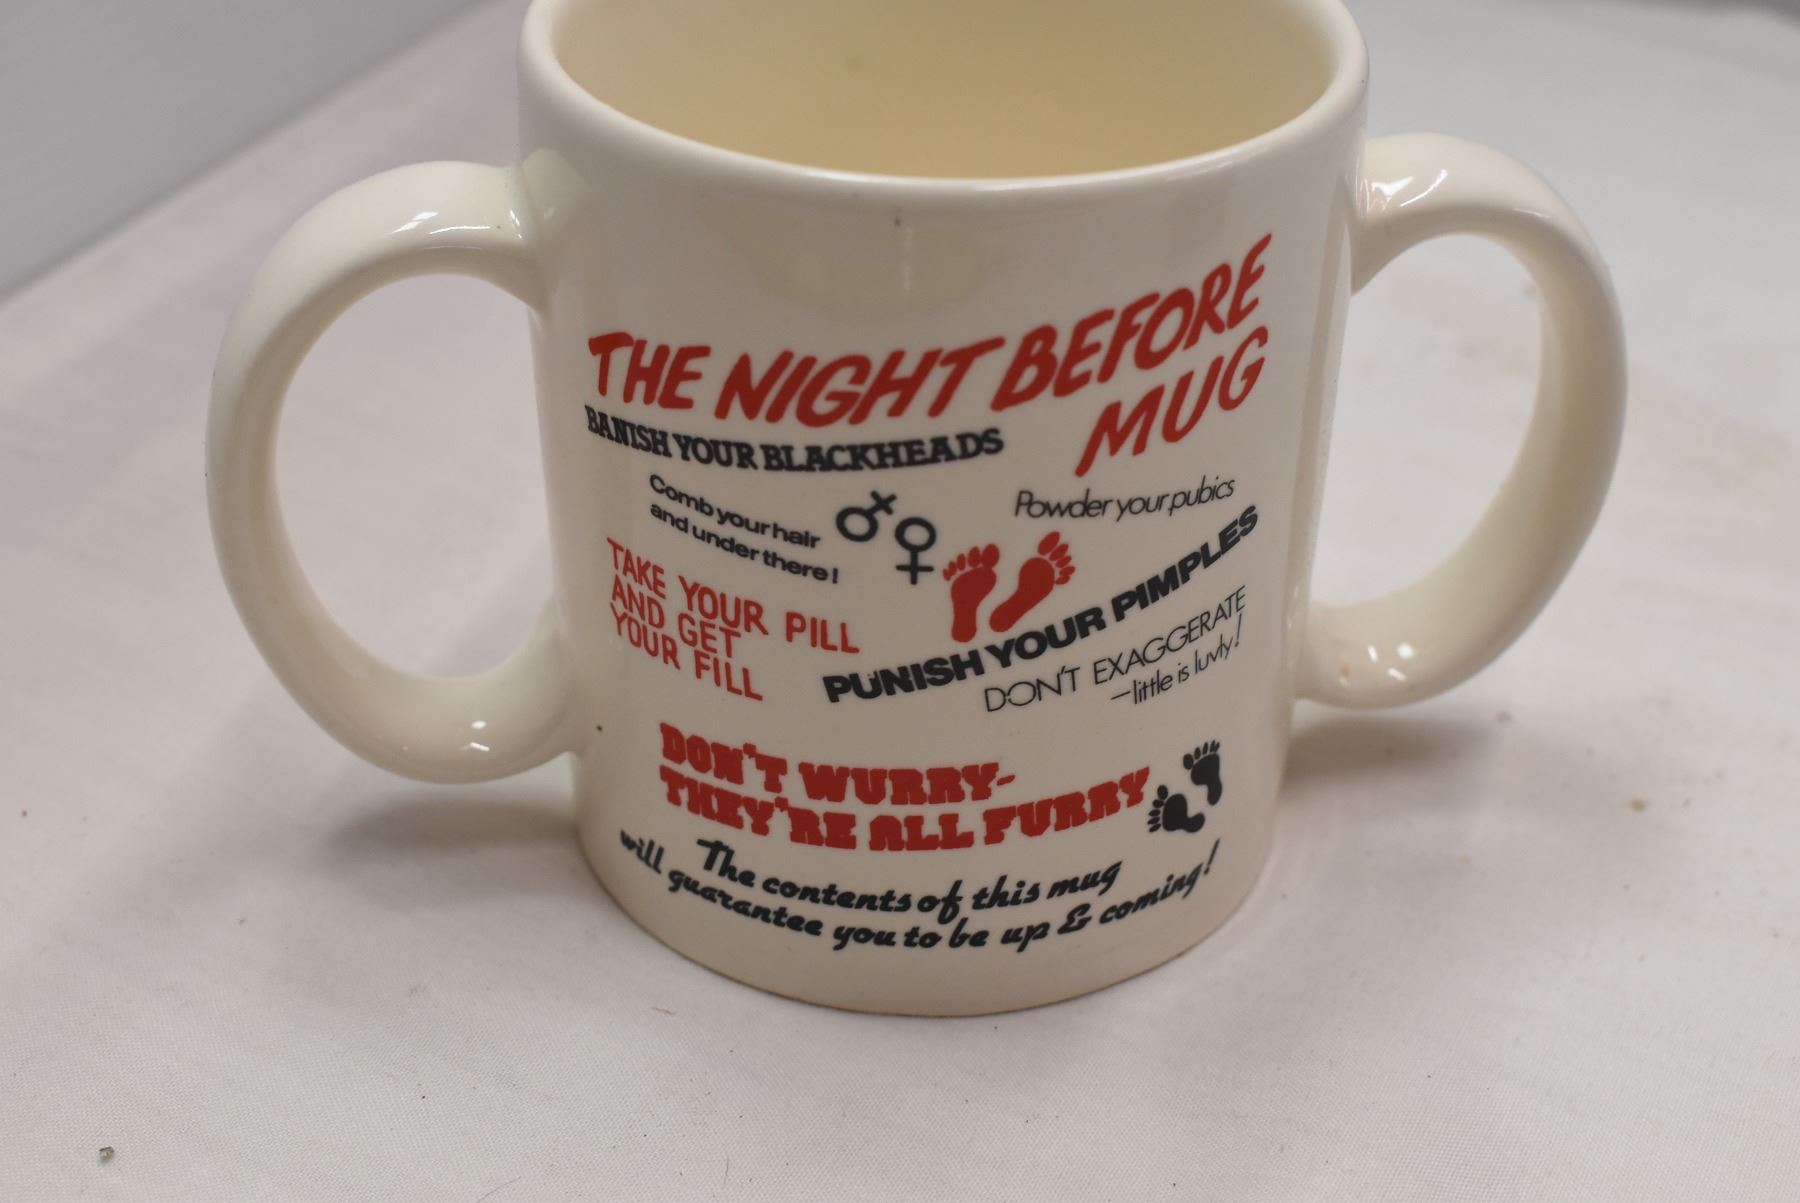 THE NIGHT BEFORE
MUG
BANISH YOUR BLACKHEADS
Comb your hair
and under there!
Powder your pubics
TAKE YOUR PILL
AND GET
YOUR FILL
PUNISH YOUR PIMPLES
DON'T EXAGGERATE
-little is luvly!
DON'T WURRY-
THEY'RE ALL FURRY
The contents of this mug
will guarantee you to be up & coming!